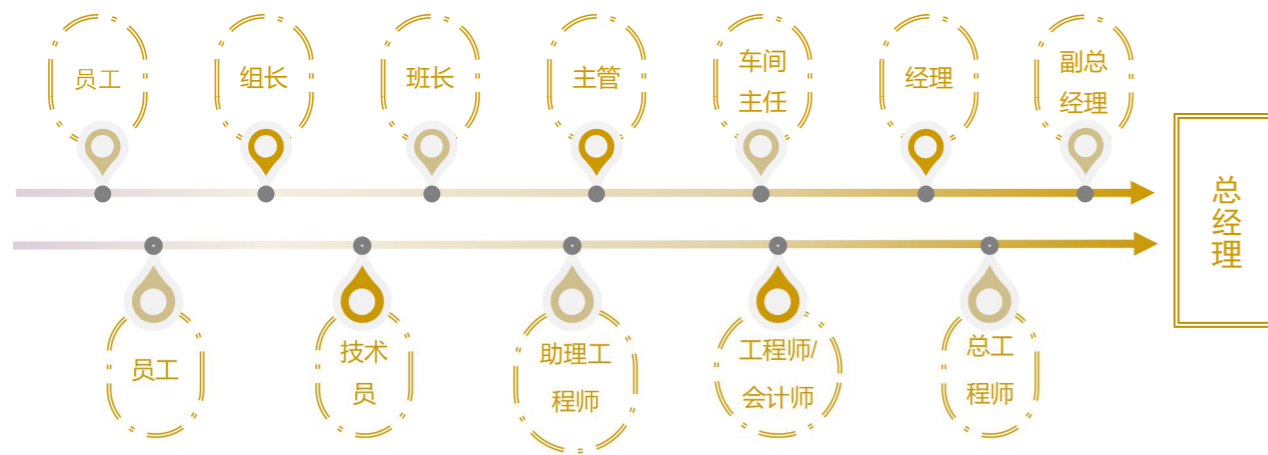 员工
组长
班长
主管
车间
主任
经理
副总
经理
总经理
员工
技术
员
助理工
程师
工程师/
会计师
总工
程师